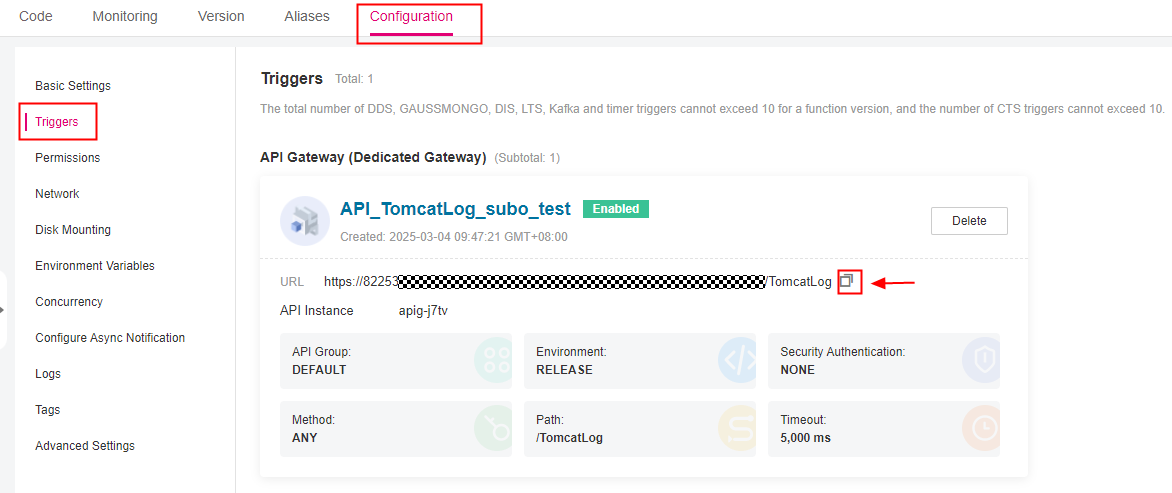 Code Monitoring Version Aliases Configuration
Basic Settings
Triggers
Permissions
Network
Disk Mounting
Environment Variables
Concurrency
Configure Async Notification
Logs
Tags
Advanced Settings
Triggers Total: 1
The total number of DDS, GAUSSMONGO, DIS, LTS, Kafka and timer triggers cannot exceed 10 for a function version, and the number of CTS triggers cannot exceed 10.
API Gateway (Dedicated Gateway) (Subtotal: 1)
API_TomcatLog_subo_test Enabled
Created: 2025-03-04 09:47:21 GMT+08:00
Delete
URL https://82253 /TomcatLog
API Instance apig-j7tv
API Group:
DEFAULT
Environment:
RELEASE
Security Authentication:
NONE
Method:
ANY
Path:
/TomcatLog
Timeout:
5,000 ms